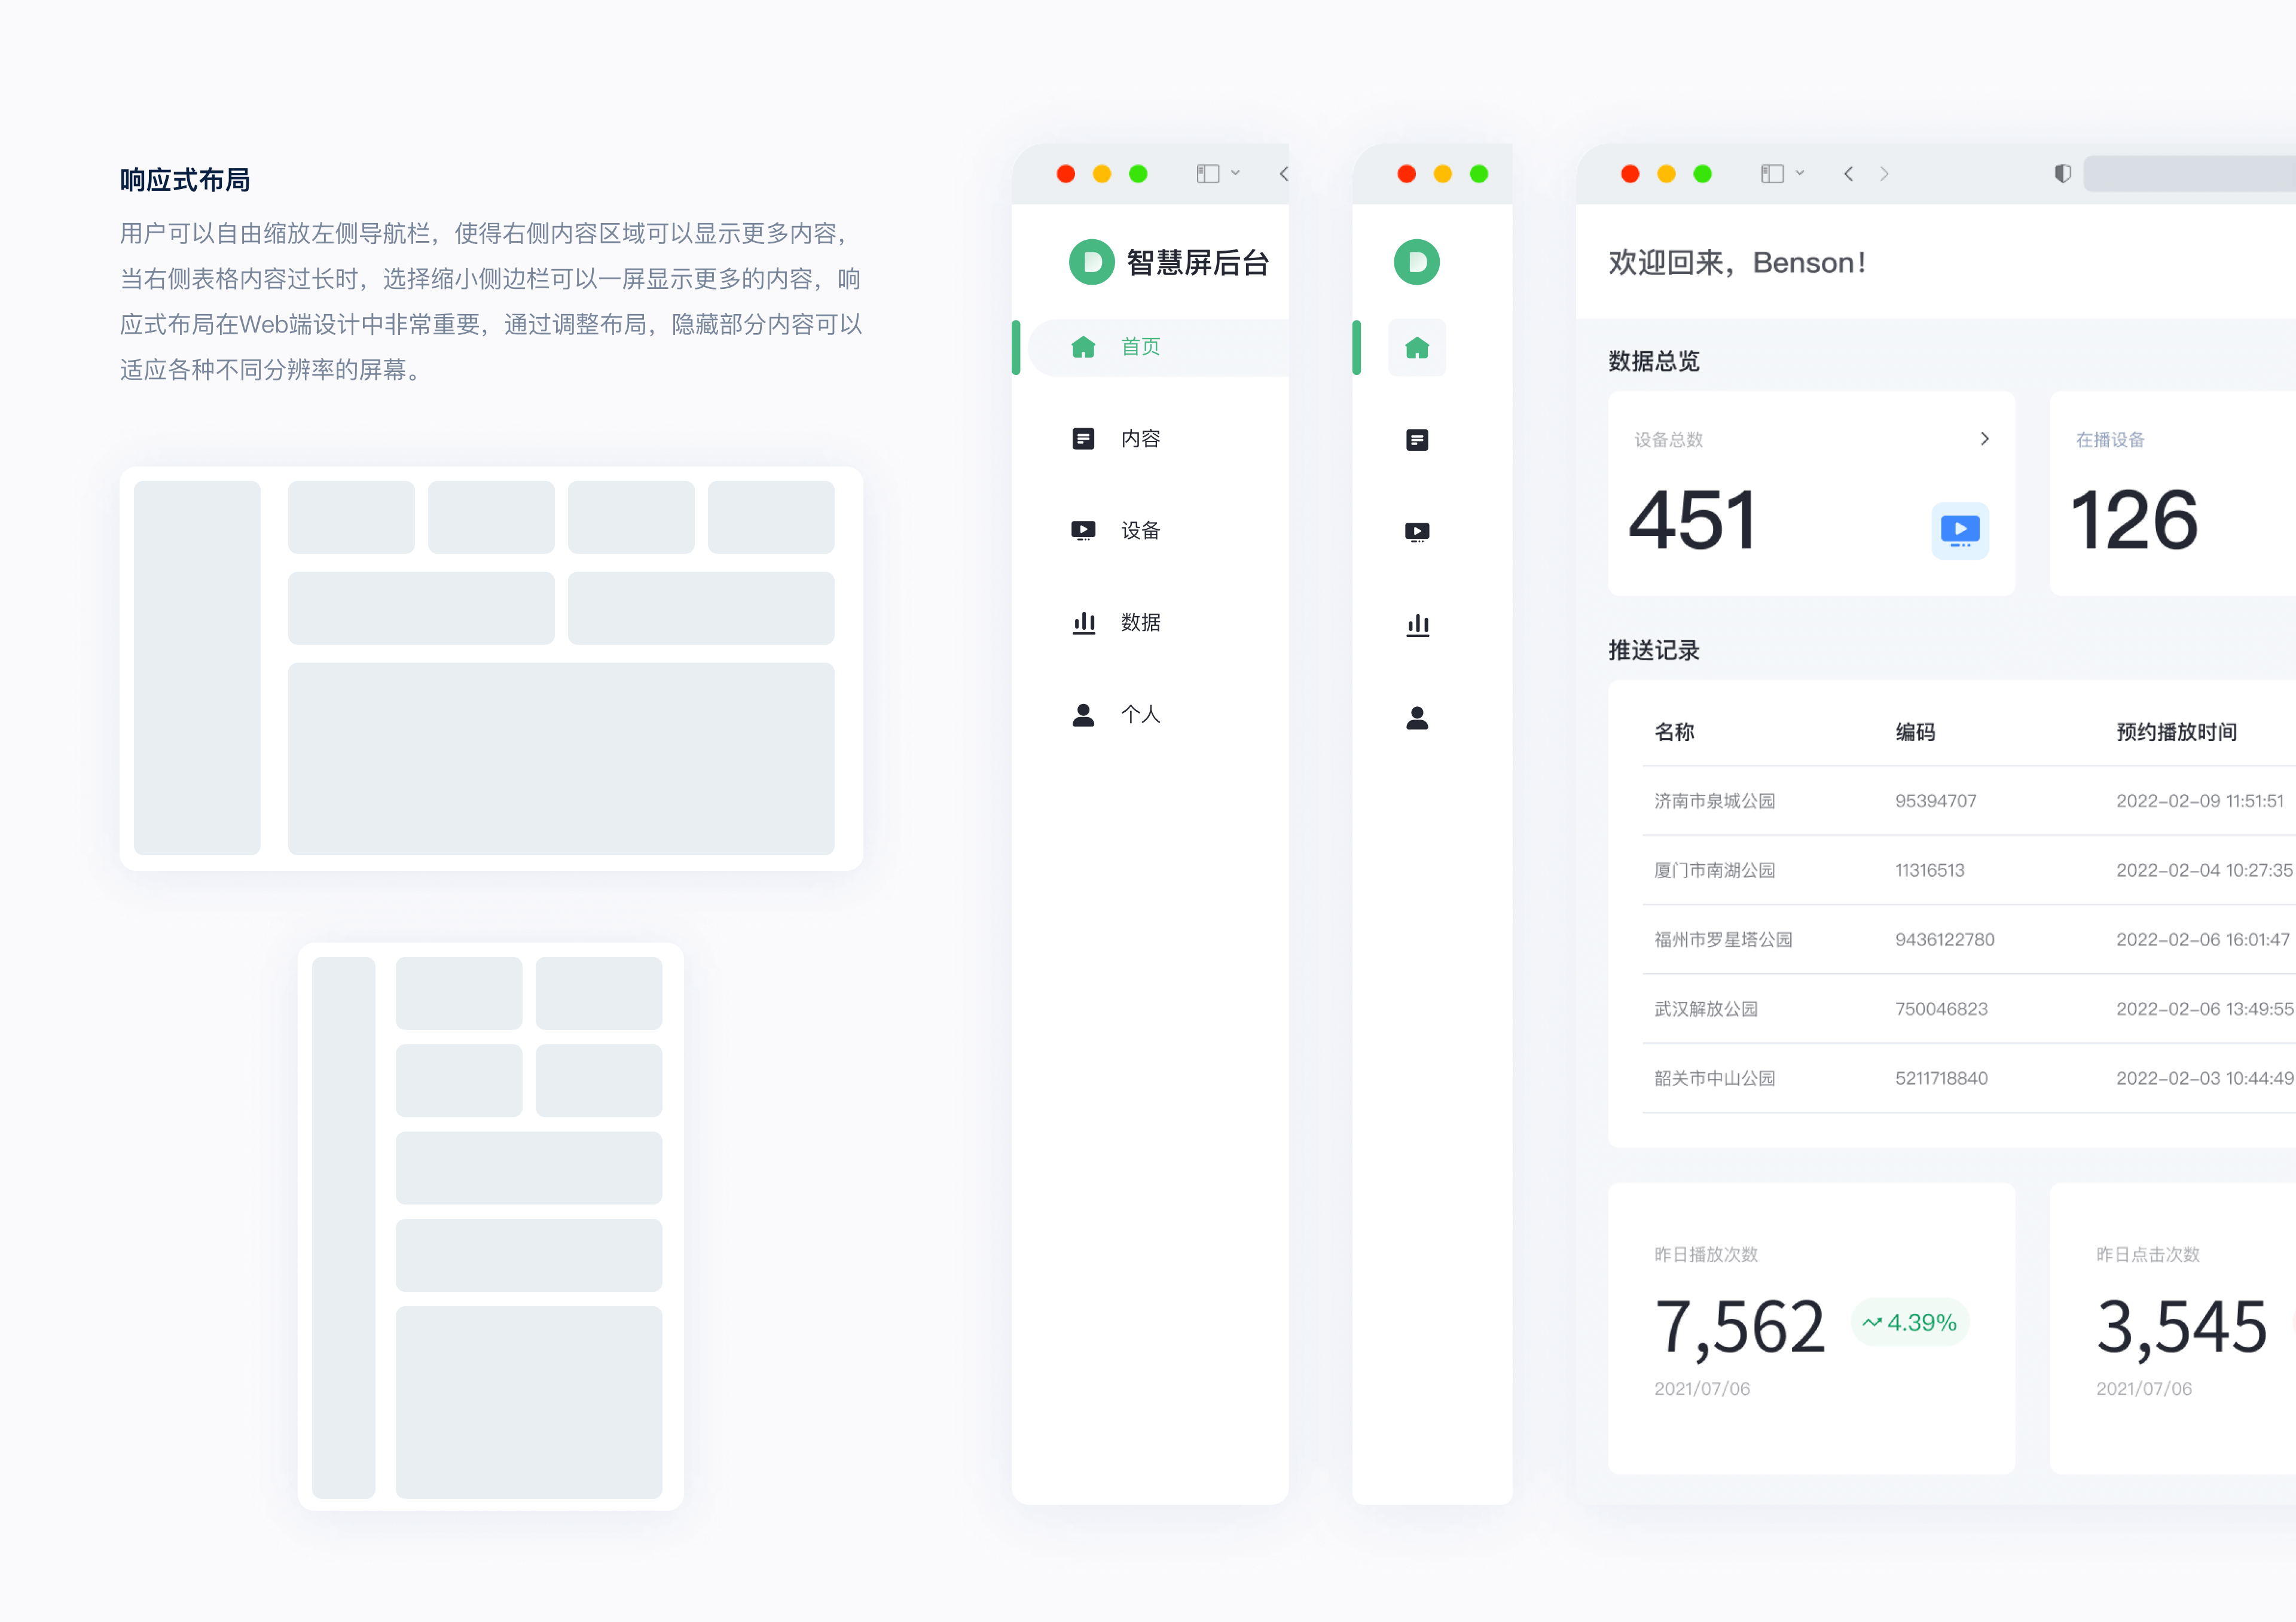 响应式布局
用户可以自由缩放左侧导航栏，使得右侧内容区域可以显示更多内容，
当右侧表格内容过长时，选择缩小侧边栏可以一屏显示更多的内容，响
应式布局在Web端设计中非常重要，通过调整布局，隐藏部分内容可以
适应各种不同分辨率的屏幕。
D 智慧屏后台
首页
内容
设备
数据
个人
D
欢迎回来，Benson！
数据总览
设备总数
451
在播设备
126
推送记录
名称 编码 预约播放时间
济南市泉城公园 95394707 2022-02-09 11:51:51
厦门市南湖公园 11316513 2022-02-04 10:27:35
福州市罗星塔公园 9436122780 2022-02-06 16:01:47
武汉解放公园 750046823 2022-02-06 13:49:55
韶关市中山公园 5211718840 2022-02-03 10:44:49
昨日播放次数
7,562 4.39%
2021/07/06
昨日点击次数
3,545
2021/07/06